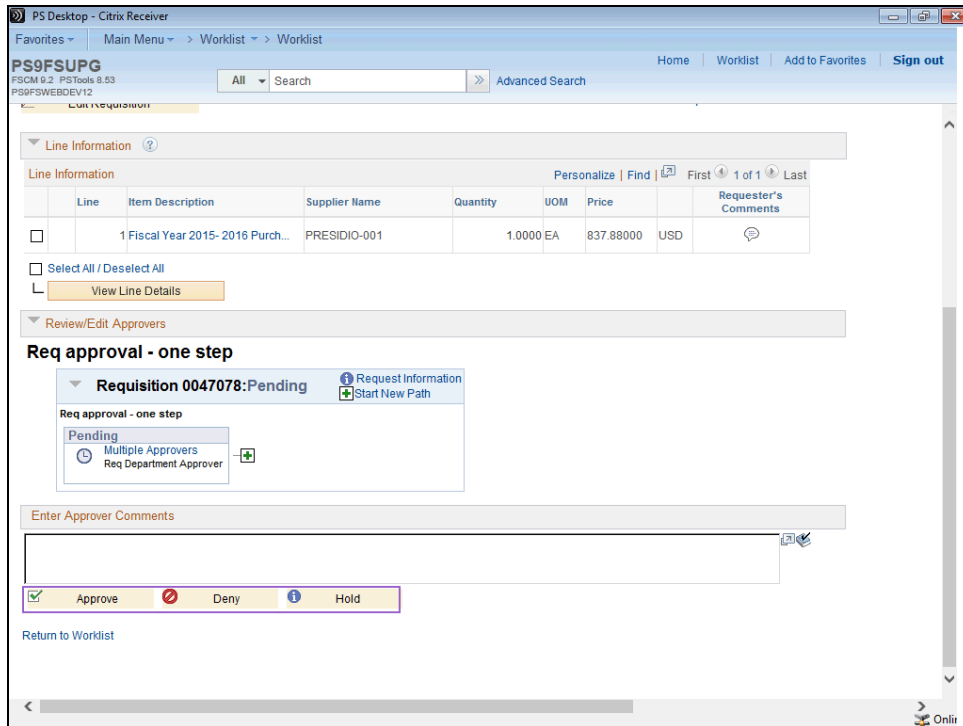 PS Desktop - Citrix Receiver
Favorites Main Menu > Worklist > Worklist
PS9FSUPG
FSCM 9.2 PSTools 8.53
PS9FSWEBDEV12
All Search Advanced Search
Home Worklist Add to Favorites Sign out
Edit Requisition
Line Information ?
Line Information Personalize | Find | First 1 of 1 Last
Line Item Description Supplier Name Quantity UOM Price Requester's Comments
1 Fiscal Year 2015- 2016 Purch... PRESIDIO-001 1.0000 EA 837.88000 USD
Select All / Deselect All
View Line Details
Review/Edit Approvers
Req approval - one step
Requisition 0047078:Pending Request Information
Start New Path
Req approval - one step
Pending
Multiple Approvers
Req Department Approver
Enter Approver Comments
Approve Deny Hold
Return to Worklist